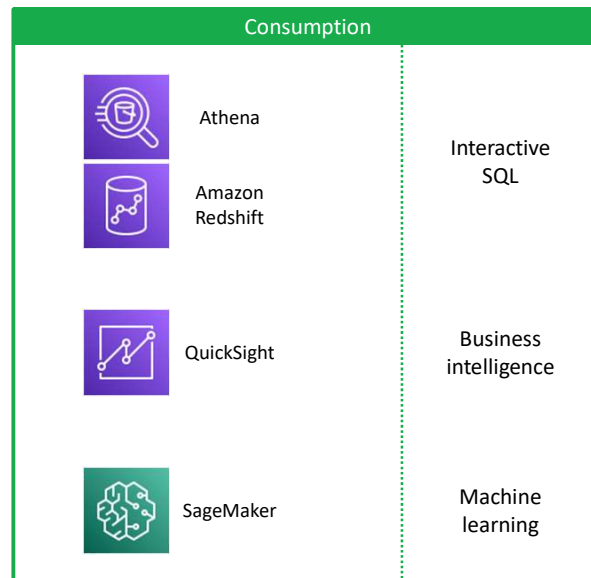 Consumption
Athena
Amazon
Redshift
Interactive
SQL
QuickSight
Business
intelligence
SageMaker
Machine
learning